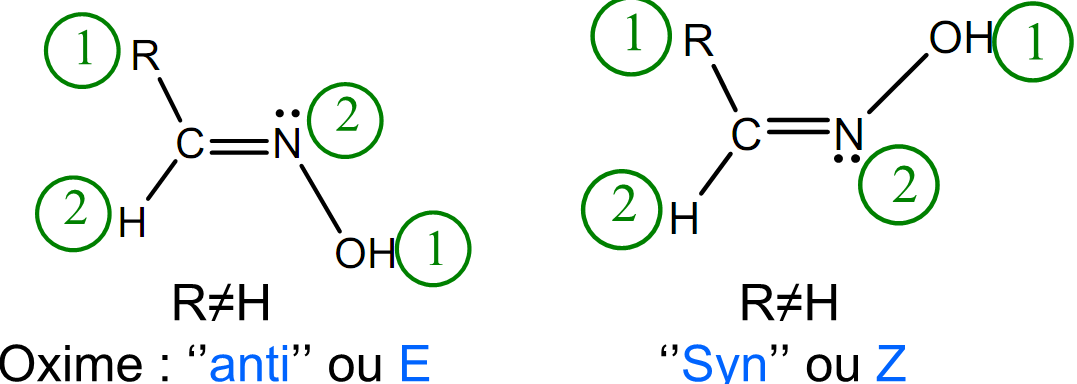 1 R
C N 2
2 H
OH 1
R≠H
Oxime : ‘’anti’’ ou E
1 R OH 1
C N
2 H 2
R≠H
‘’Syn’’ ou Z